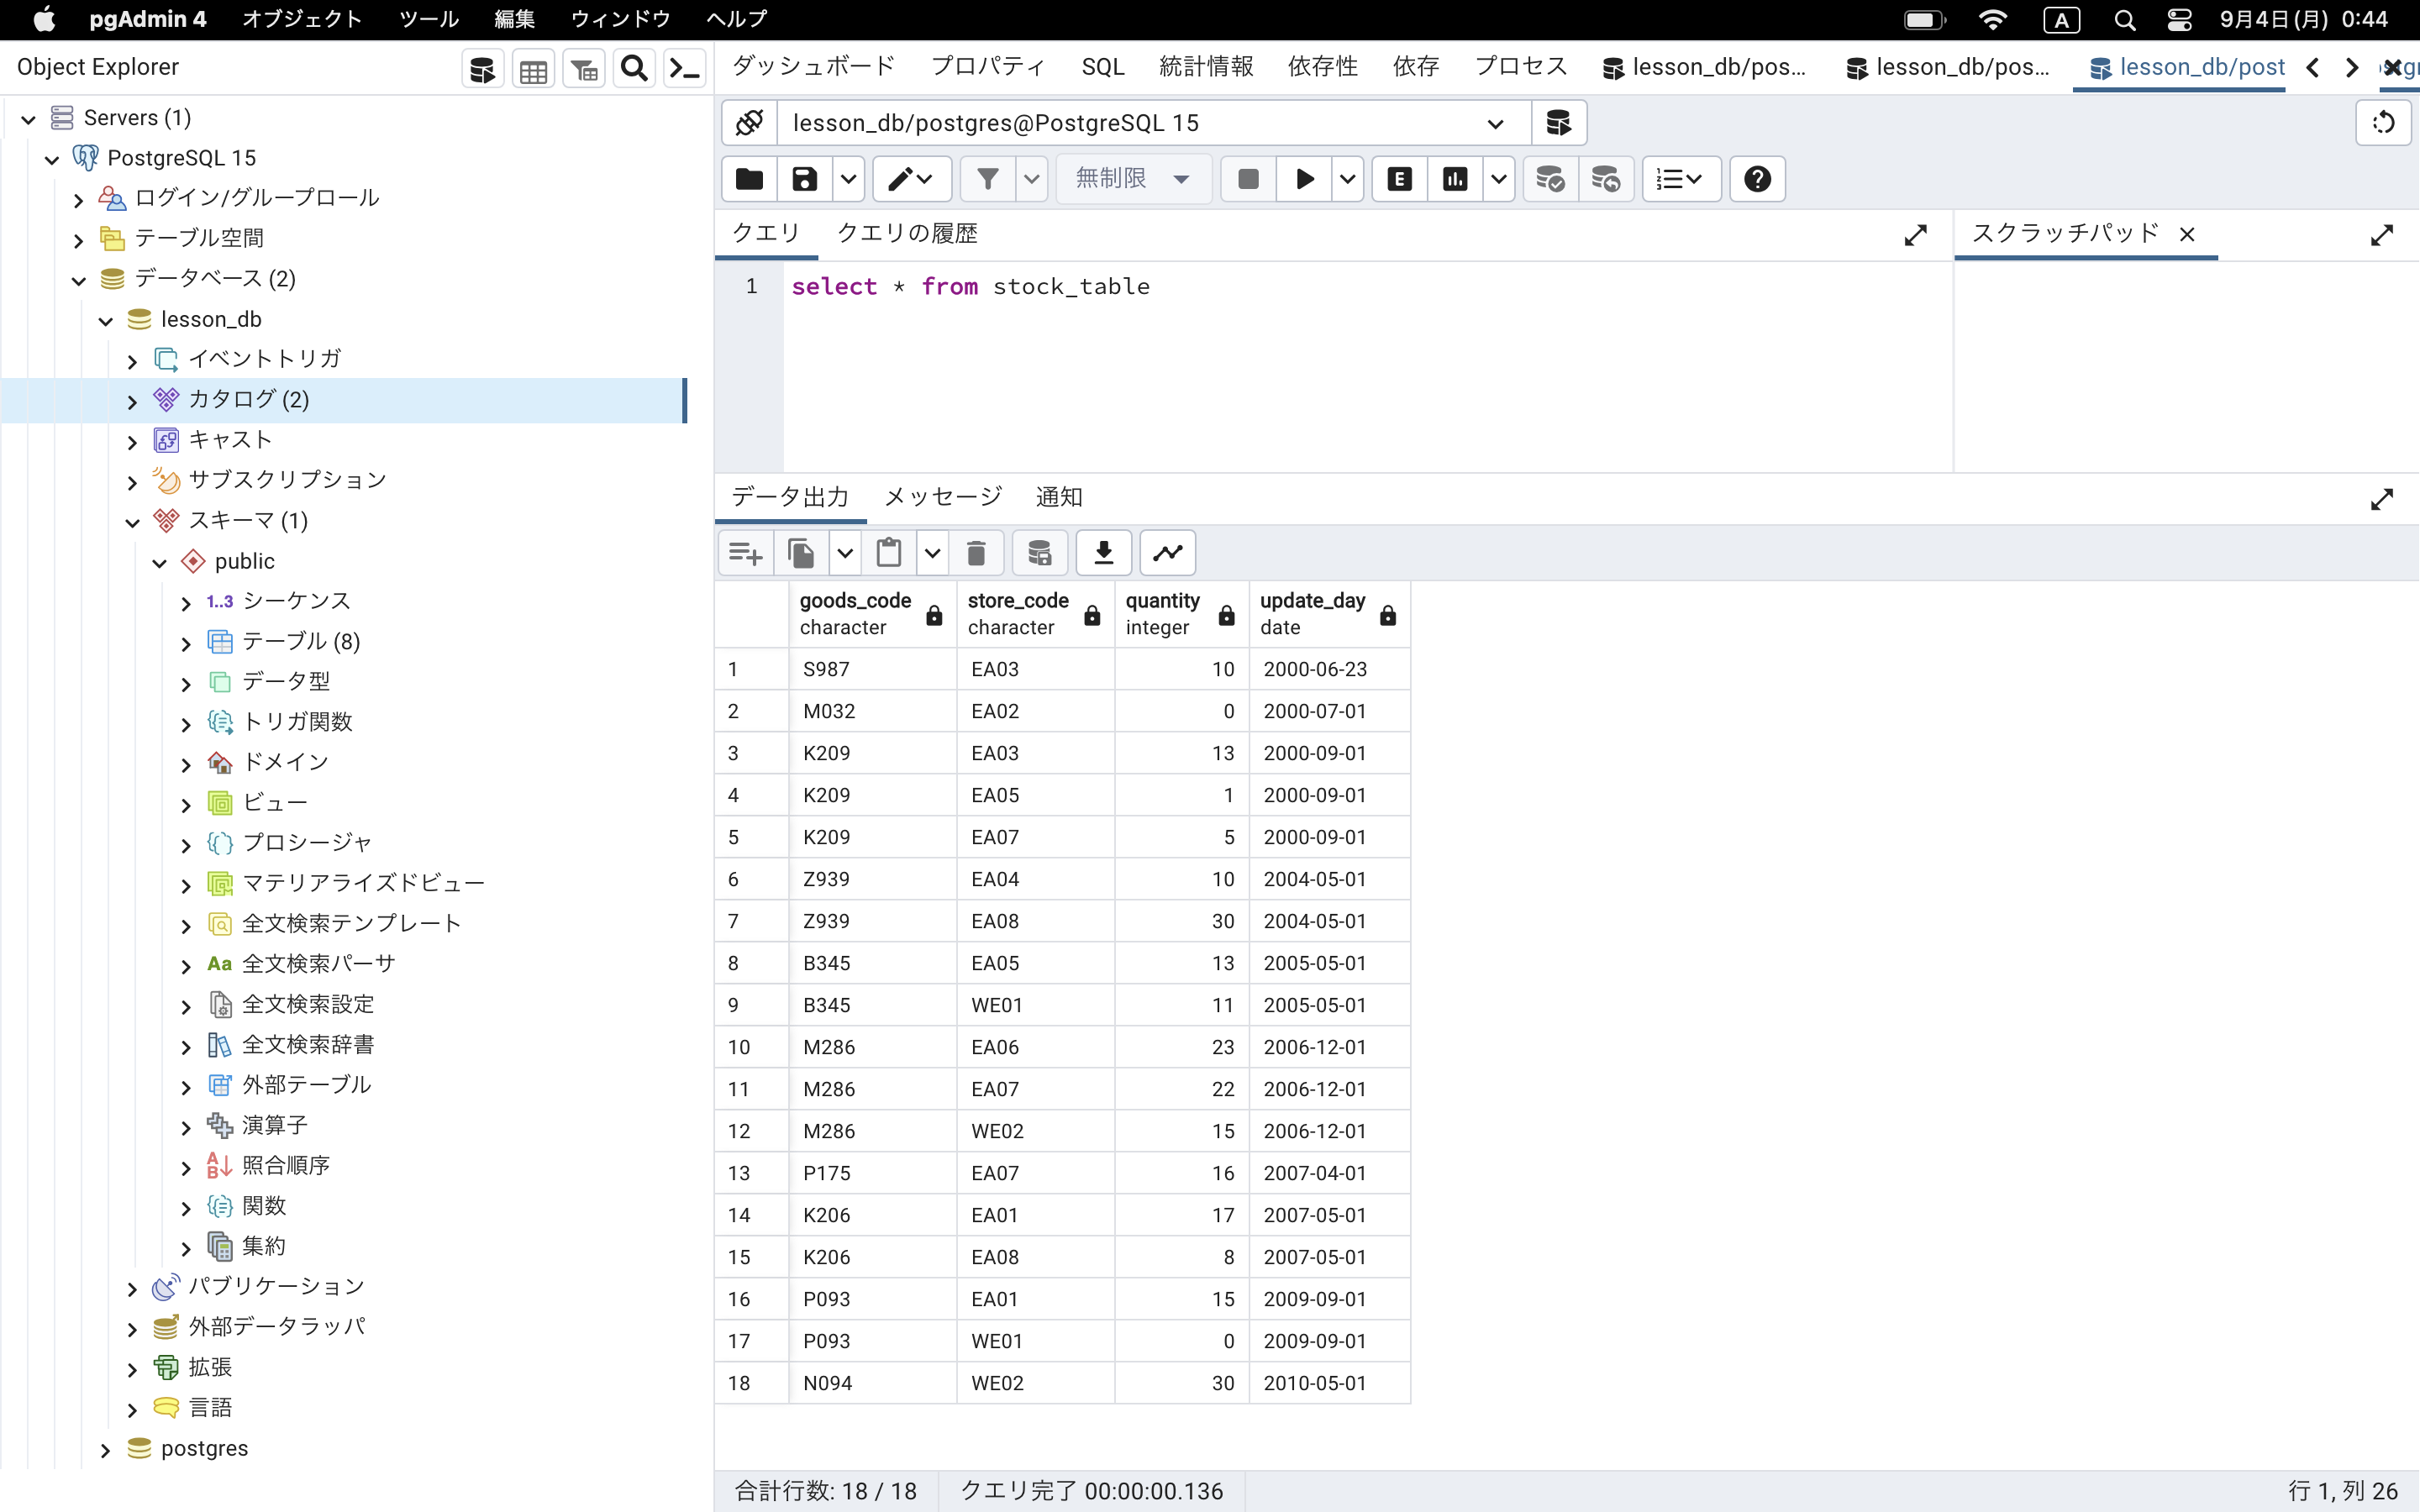 pgAdmin 4 オブジェクト ツール 編集 ウィンドウ ヘルプ A 9月4日(月) 0:44
Object Explorer
Servers (1)
PostgreSQL 15
ログイン/グループロール
テーブル空間
データベース (2)
lesson_db
イベントトリガ
カタログ (2)
キャスト
サブスクリプション
スキーマ (1)
public
1..3 シーケンス
テーブル (8)
データ型
トリガ関数
ドメイン
ビュー
プロシージャ
マテリアライズドビュー
全文検索テンプレート
Aa 全文検索パーサ
全文検索設定
全文検索辞書
外部テーブル
演算子
照合順序
関数
集約
パブリケーション
外部データラッパ
拡張
言語
postgres
ダッシュボード プロパティ SQL 統計情報 依存性 依存 プロセス lesson_db/pos... lesson_db/pos... lesson_db/post
lesson_db/postgres@PostgreSQL 15
無制限 E
クエリ クエリの履歴 スクラッチパッド
1 select * from stock_table
データ出力 メッセージ 通知
goods_code store_code quantity update_day
character character integer date
1 S987 EA03 10 2000-06-23
2 M032 EA02 0 2000-07-01
3 K209 EA03 13 2000-09-01
4 K209 EA05 1 2000-09-01
5 K209 EA07 5 2000-09-01
6 Z939 EA04 10 2004-05-01
7 Z939 EA08 30 2004-05-01
8 B345 EA05 13 2005-05-01
9 B345 WE01 11 2005-05-01
10 M286 EA06 23 2006-12-01
11 M286 EA07 22 2006-12-01
12 M286 WE02 15 2006-12-01
13 P175 EA07 16 2007-04-01
14 K206 EA01 17 2007-05-01
15 K206 EA08 8 2007-05-01
16 P093 EA01 15 2009-09-01
17 P093 WE01 0 2009-09-01
18 N094 WE02 30 2010-05-01
合計行数: 18 / 18 クエリ完了 00:00:00.136 行 1, 列 26